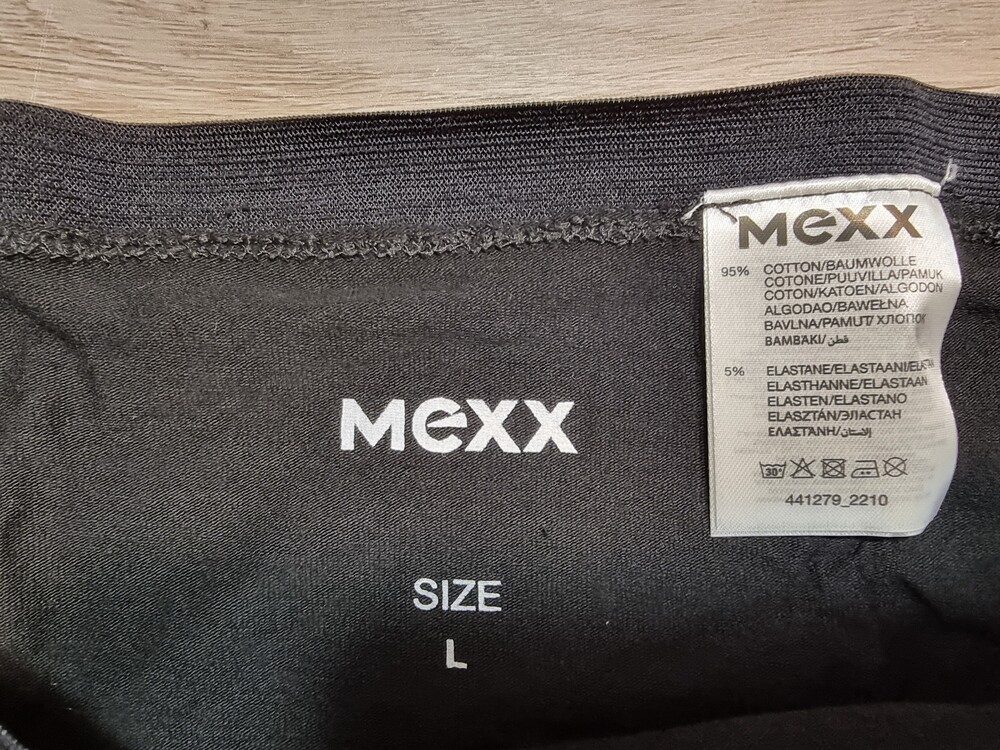 Mexx
SIZE
L
Mexx
95% COTTON/BAUMWOLLE
COTONE/PUUVILLA/PAMUK
COTON/KATOEN/ALGODON
ALGODAO/BAWEŁNA
BAVLNA/PAMUT/ХЛОПОК
ΒΑΜΒΑΚΙ/قطن
5% ELASTANE/ELASTAANI/
ELASTHANNE/ELASTAAN
ELASTEN/ELASTANO
ELASZTÁN/ЭЛАСТАН
ΕΛΑΣΤΑΝΗ/الاستان
30°
441279_2210